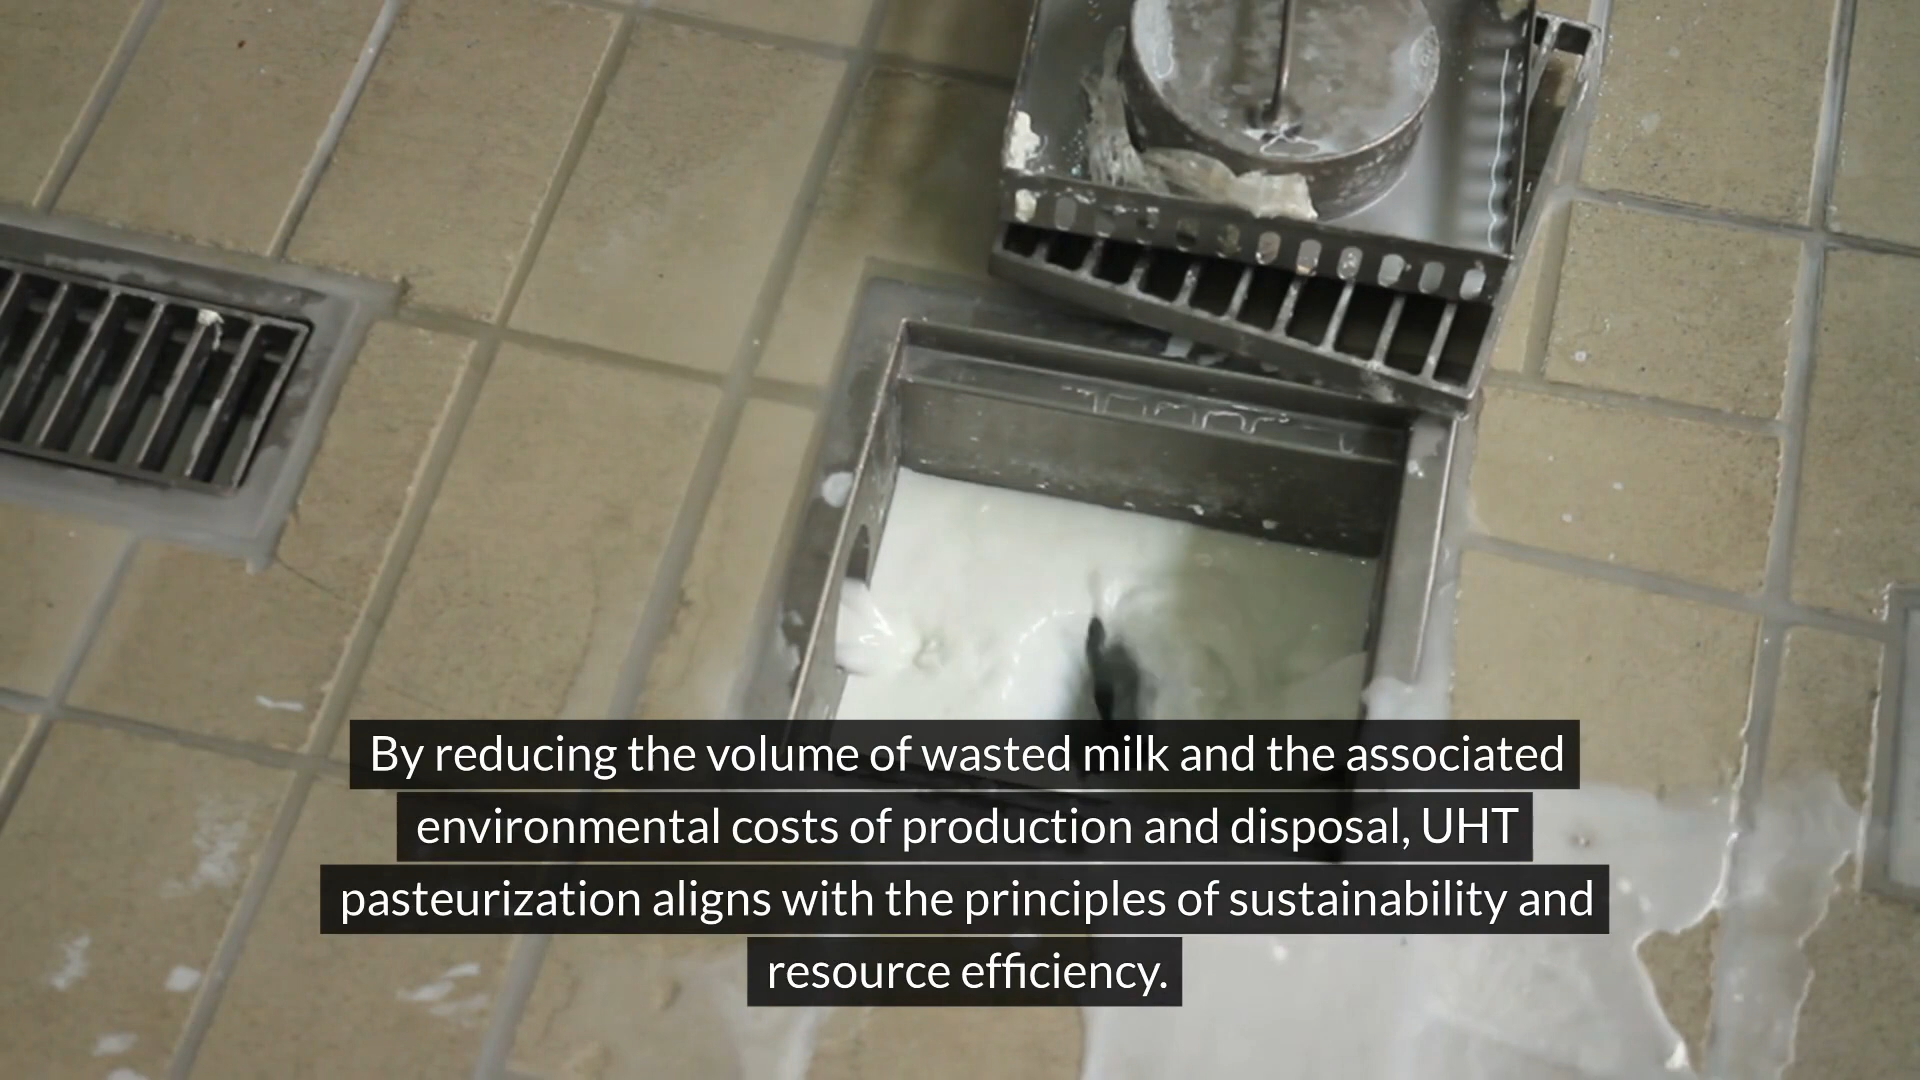 By reducing the volume of wasted milk and the associated
environmental costs of production and disposal, UHT
pasteurization aligns with the principles of sustainability and
resource efficiency.